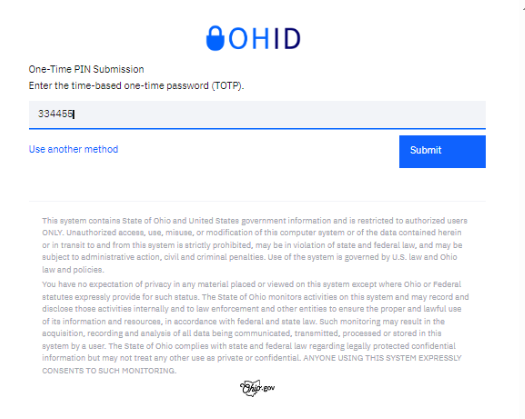 OHID
One-Time PIN Submission
Enter the time-based one-time password (TOTP).
334455
Use another method
Submit
This system contains State of Ohio and United States government information and is restricted to authorized users
ONLY. Unauthorized access, use, misuse, or modification of this computer system or of the data contained herein
or in transit to and from this system is strictly prohibited, may be in violation of state and federal law, and may be
subject to administrative action, civil and criminal penalties. Use of the system is governed by U.S. law and Ohio
law and policies.
You have no expectation of privacy in any material placed or viewed on this system except where Ohio or Federal
statutes expressly provide for such status. The State of Ohio monitors activities on this system and may record and
disclose those activities internally and to law enforcement and other entities to ensure the proper and lawful use
of its information and resources, in accordance with federal and state law. Such monitoring may result in the
acquisition, recording and analysis of all data being communicated, transmitted, processed or stored in this
system by a user. The State of Ohio complies with state and federal law regarding legally protected confidential
information but may not treat any other use as private or confidential. ANYONE USING THIS SYSTEM EXPRESSLY
CONSENTS TO SUCH MONITORING.
Ohio.gov